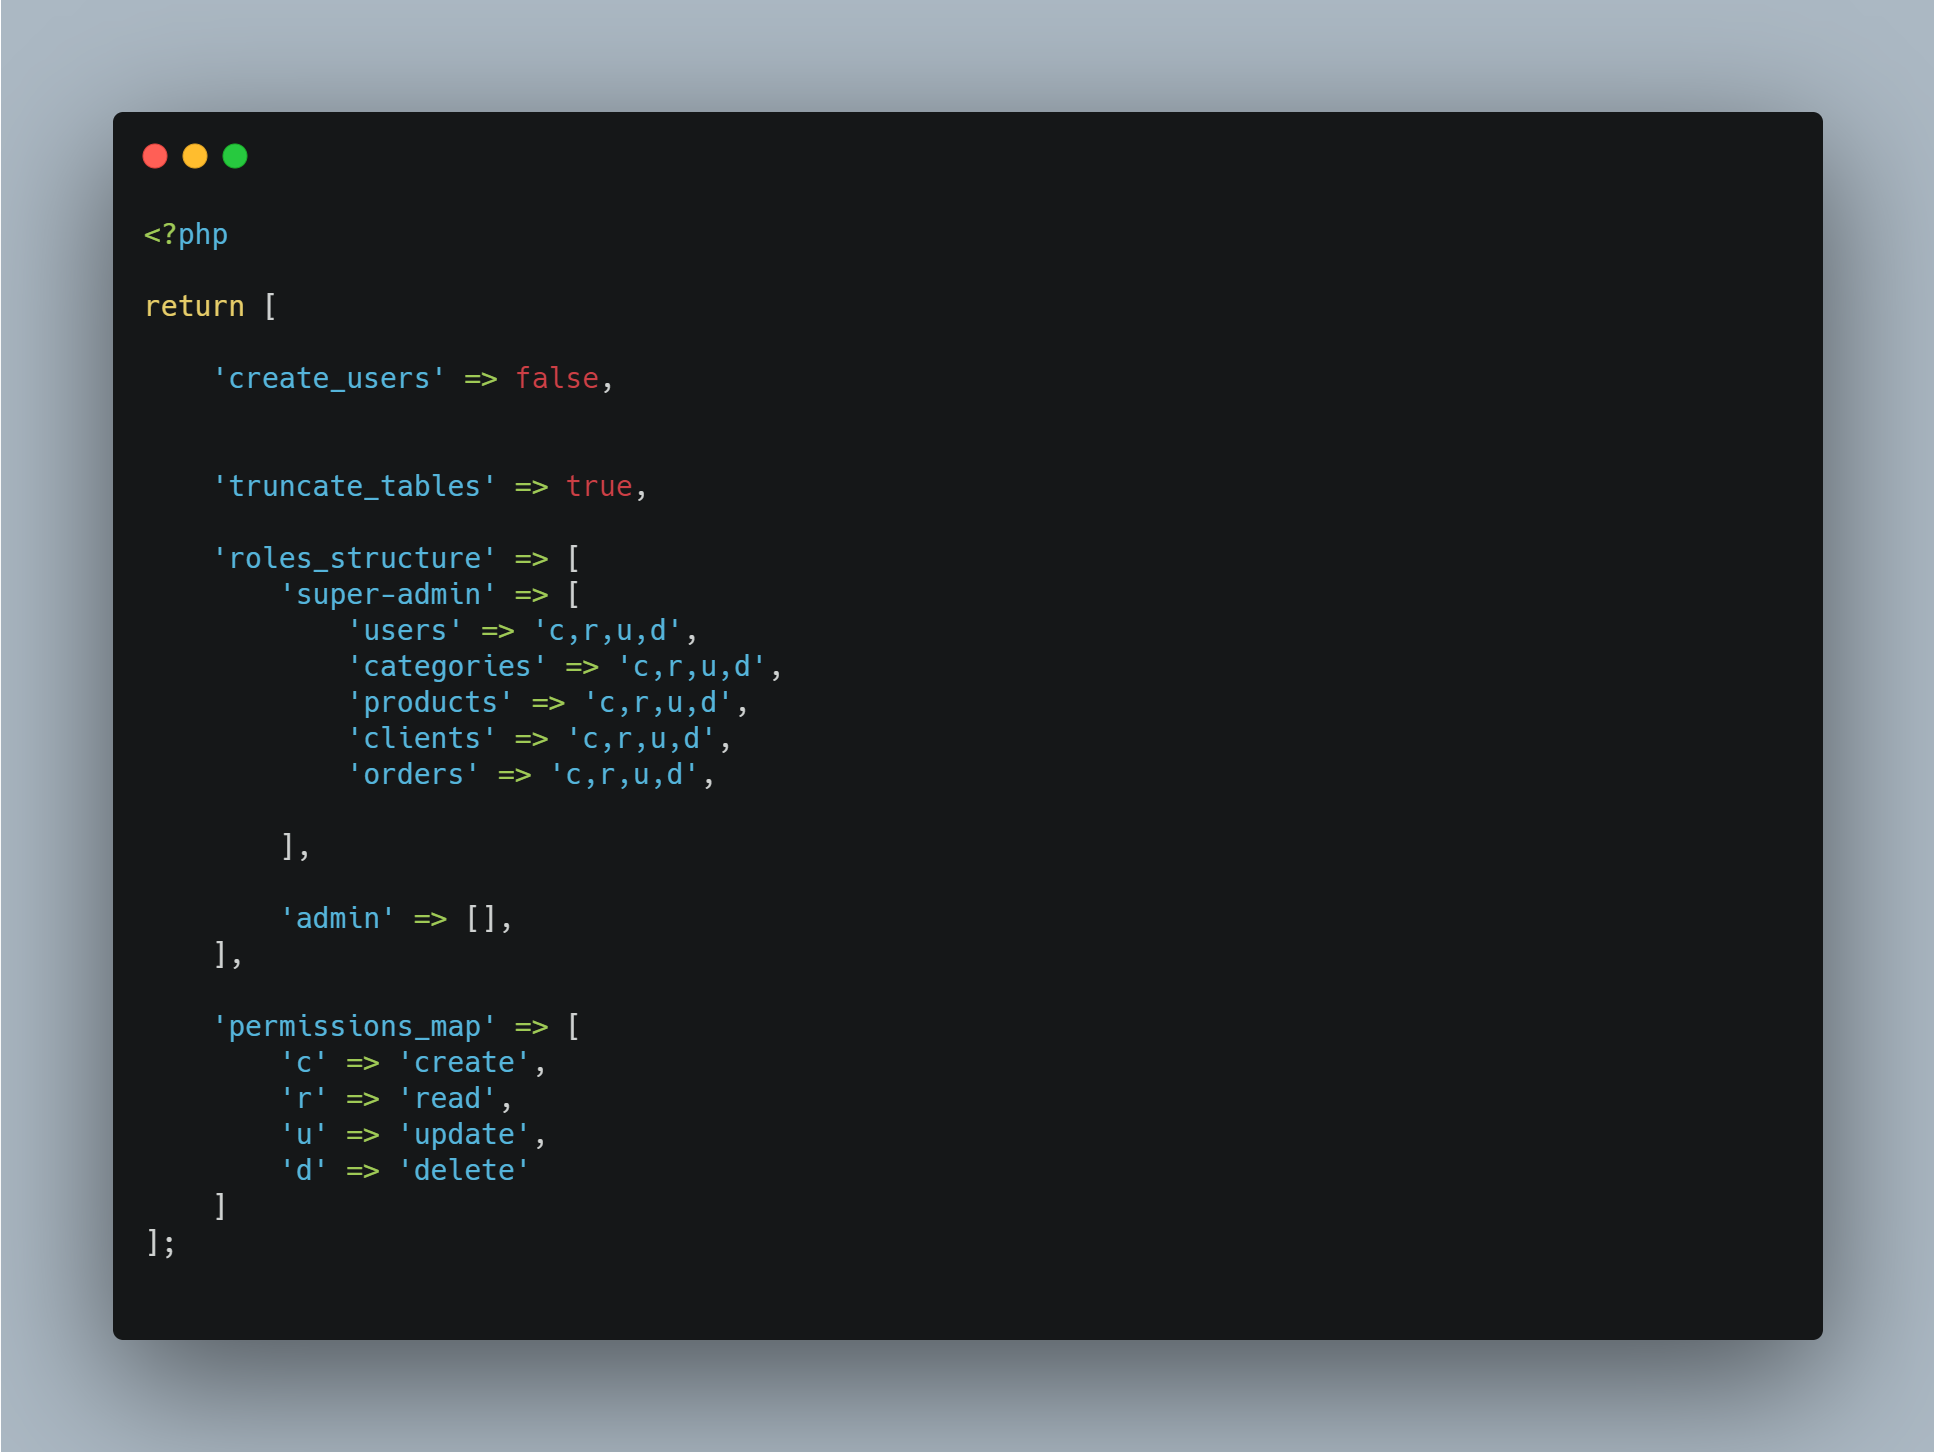 <?php
return [
'create_users' => false,
'truncate_tables' => true,
'roles_structure' => [
'super-admin' => [
'users' => 'c,r,u,d',
'categories' => 'c,r,u,d',
'products' => 'c,r,u,d',
'clients' => 'c,r,u,d',
'orders' => 'c,r,u,d',
],
'admin' => [],
],
'permissions_map' => [
'c' => 'create',
'r' => 'read',
'u' => 'update',
'd' => 'delete'
]
];